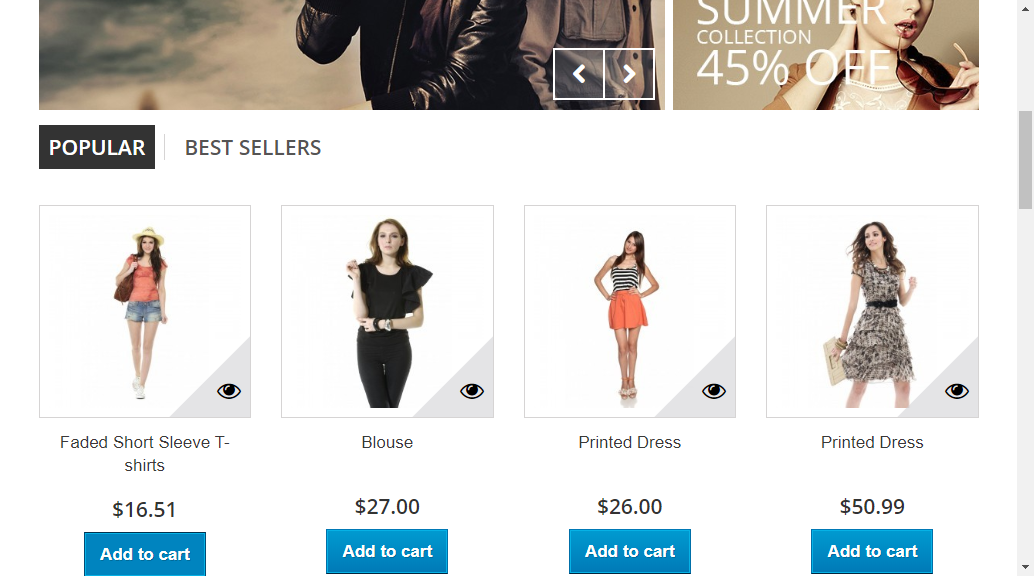 SUMMER
COLLECTION
45% OFF
POPULAR
BEST SELLERS
Faded Short Sleeve T-
shirts
$16.51
Add to cart
Blouse
$27.00
Add to cart
Printed Dress
$26.00
Add to cart
Printed Dress
$50.99
Add to cart